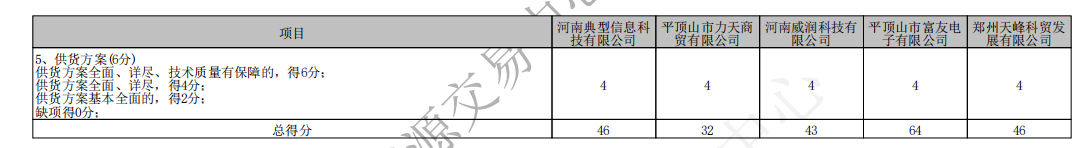 项目
河南典型信息科
技有限公司
平顶山市力天商
贸有限公司
河南威润科技有
限公司
平顶山市富友电
子有限公司
郑州天峰科贸发
展有限公司
5、供货方案(6分)
供货方案全面、详尽、技术质量有保障的，得6分；
供货方案全面、详尽，得4分；
供货方案基本全面的，得2分；
缺项得0分；
4 4 4 4 4
总得分 46 32 43 64 46
源交易
中心